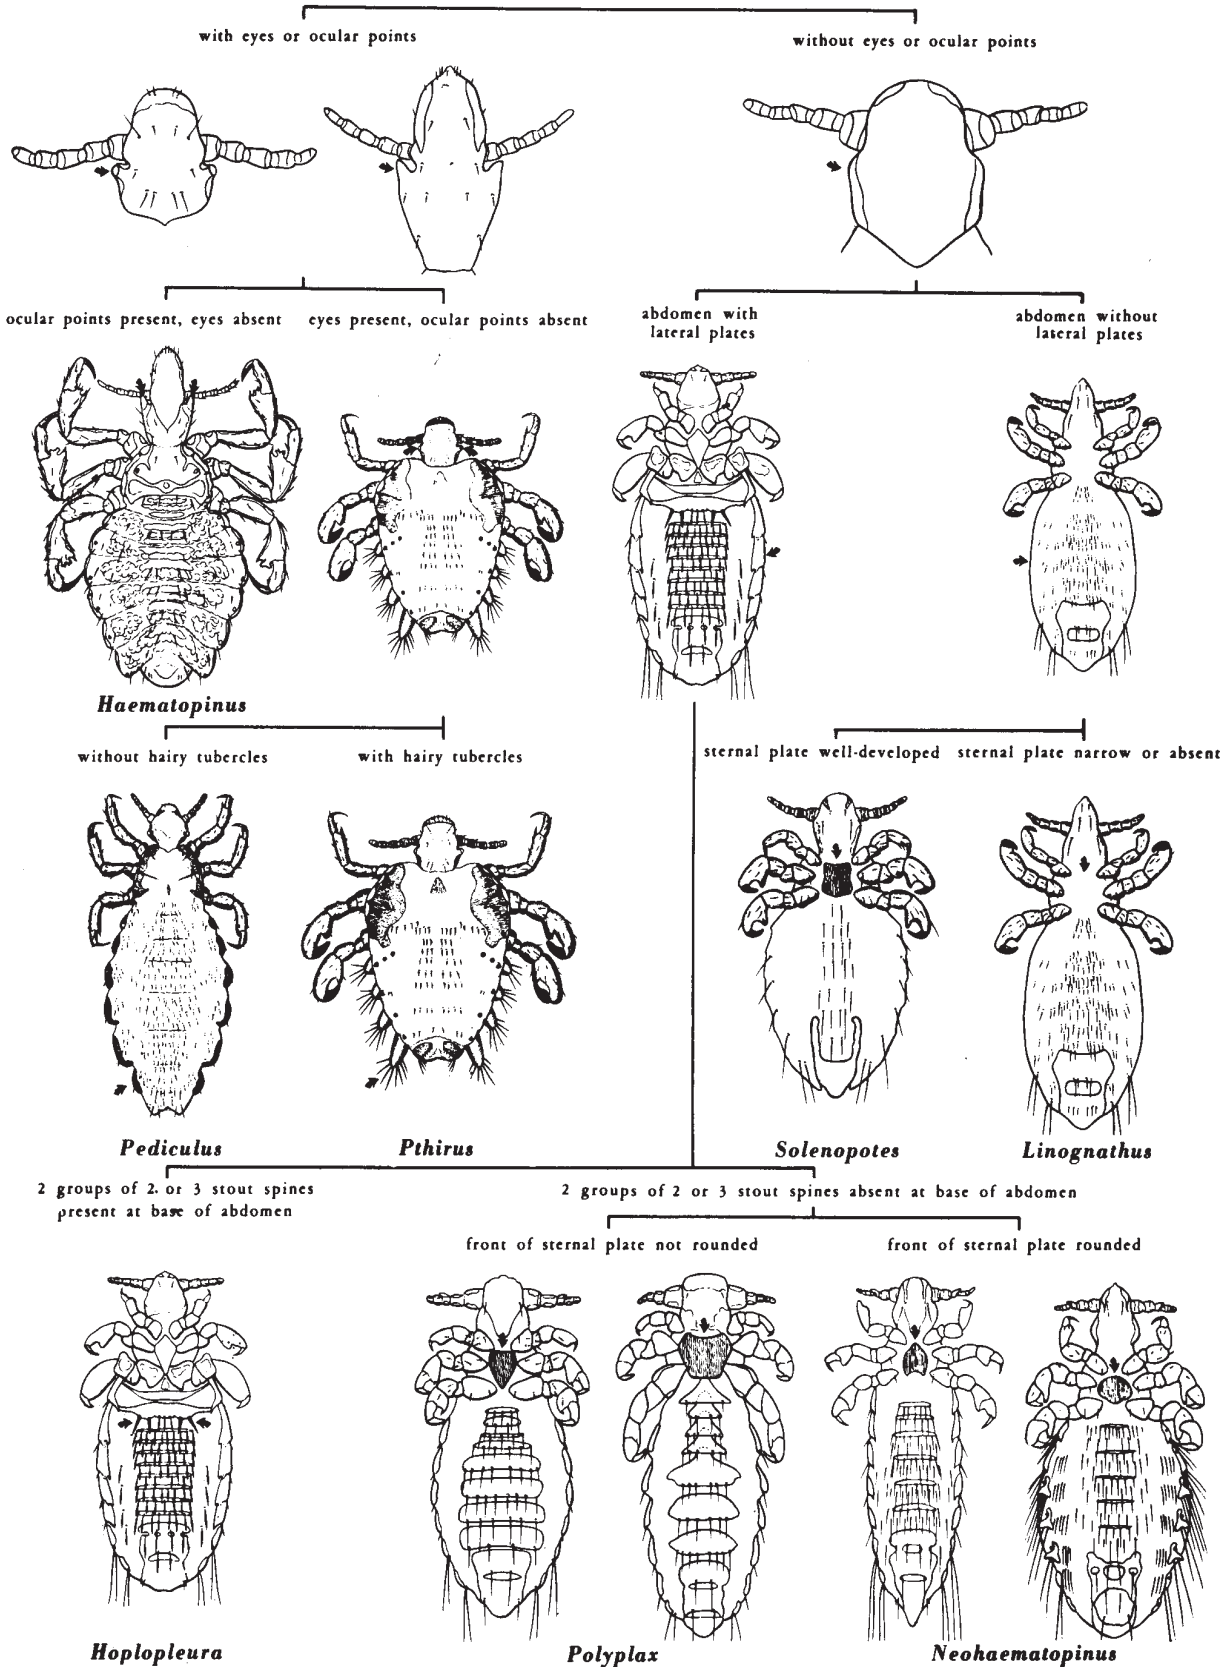 with eyes or ocular points
without eyes or ocular points
ocular points present, eyes absent
eyes present, ocular points absent
abdomen with
lateral plates
abdomen without
lateral plates
Haematopinus
without hairy tubercles
with hairy tubercles
sternal plate well-developed
sternal plate narrow or absent
Pediculus
Pthirus
Solenopotes
Linognathus
2 groups of 2. or 3 stout spines
present at base of abdomen
2 groups of 2 or 3 stout spines absent at base of abdomen
front of sternal plate not rounded
front of sternal plate rounded
Hoplopleura
Polyplax
Neohaematopinus